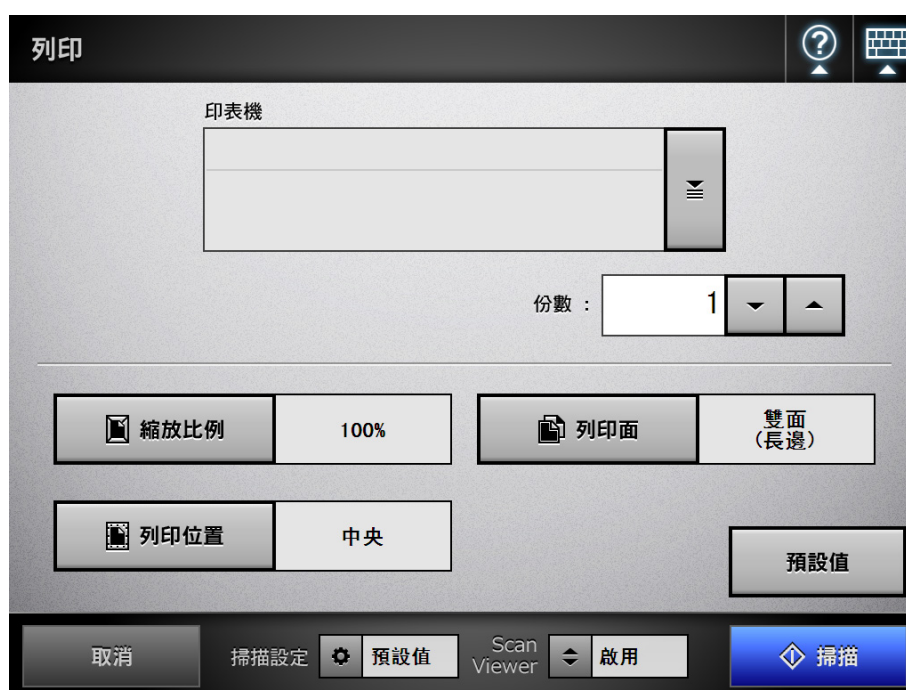 列印
印表機
份數 : 1
縮放比例 100%
列印面 雙面
(長邊)
列印位置 中央
預設值
取消 掃描設定 預設值 Scan
Viewer 啟用 掃描